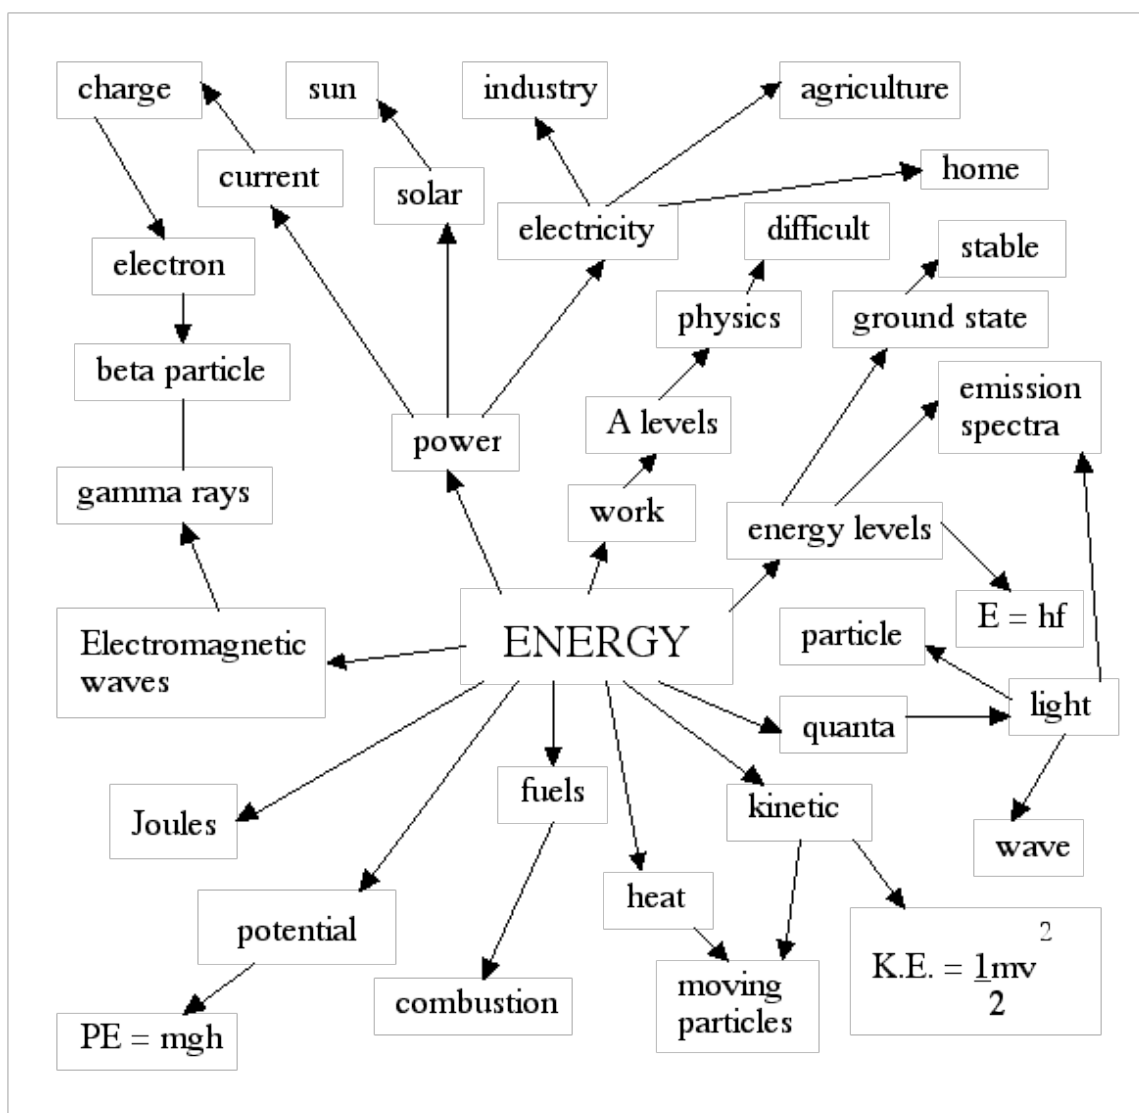 charge
sun
industry
agriculture
current
solar
home
electricity
difficult
stable
electron
physics
ground state
beta particle
emission
spectra
A levels
power
gamma rays
work
energy levels
E = hf
Electromagnetic
waves
ENERGY
particle
light
quanta
fuels
kinetic
Joules
wave
heat
potential
K.E. = 1mv²
2
combustion
moving
particles
PE = mgh